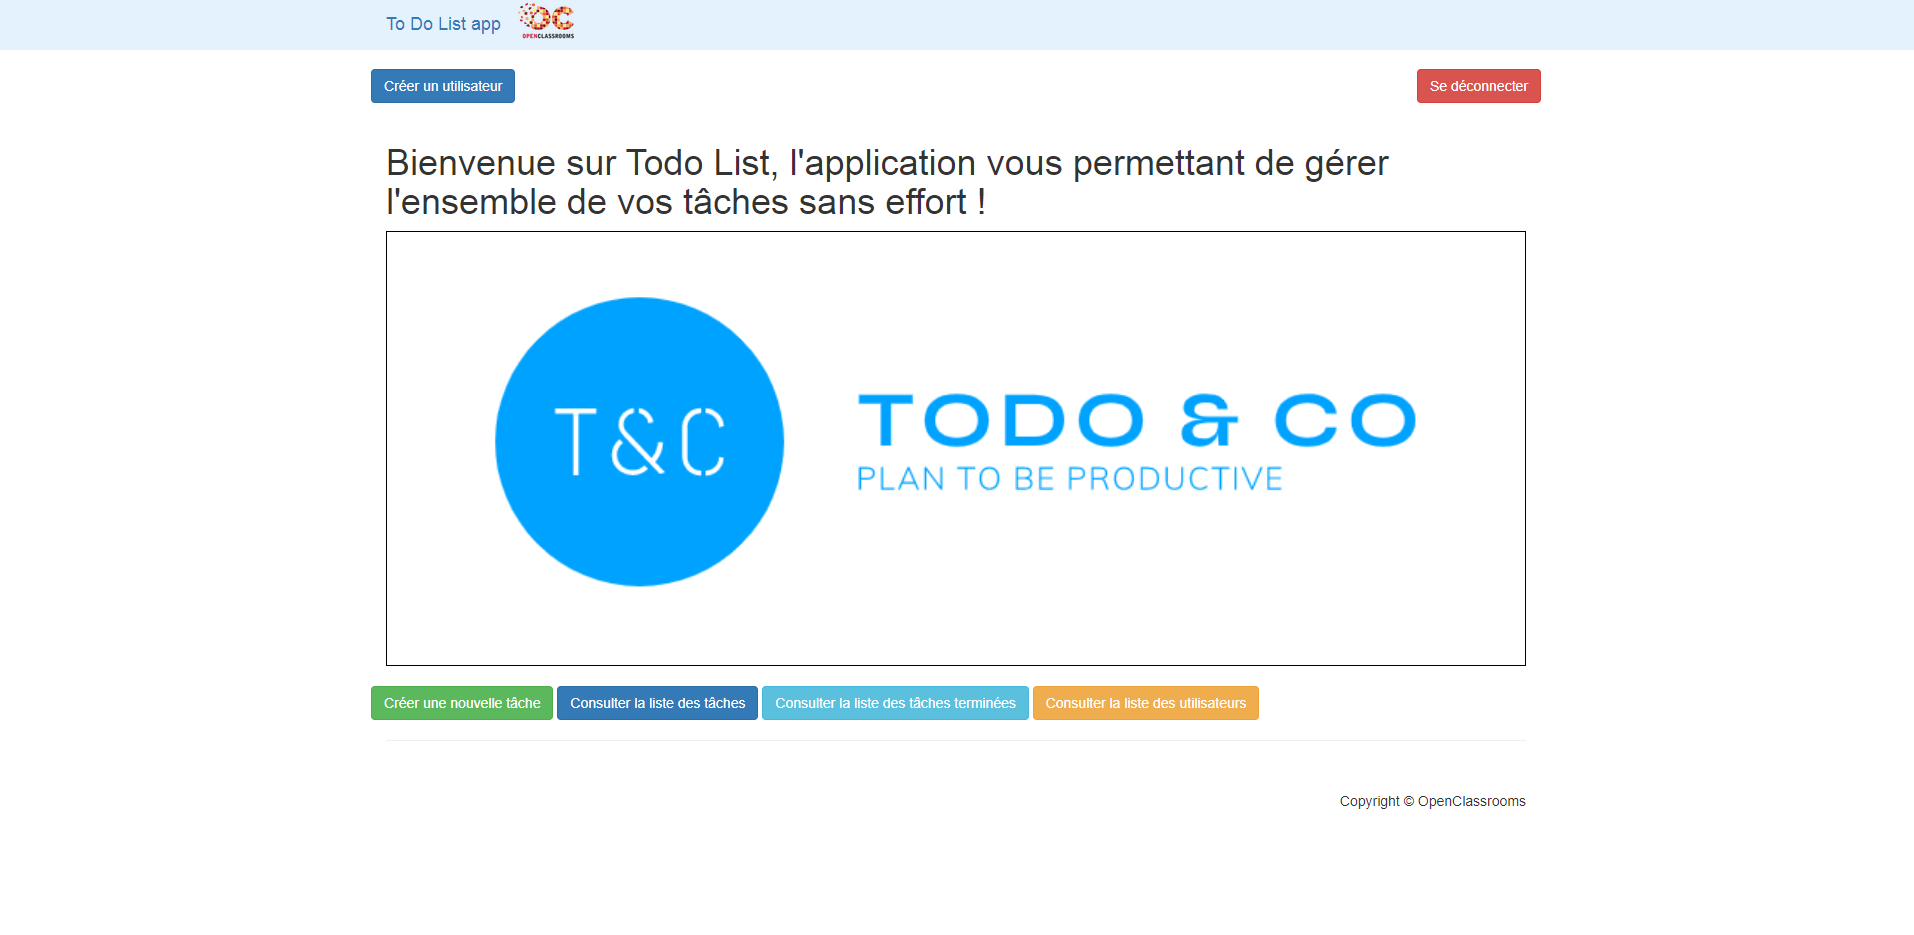 To Do List app
OC
OPENCLASSROOMS
Créer un utilisateur
Se déconnecter
Bienvenue sur Todo List, l'application vous permettant de gérer
l'ensemble de vos tâches sans effort !
T&C
TODO & CO
PLAN TO BE PRODUCTIVE
Créer une nouvelle tâche
Consulter la liste des tâches
Consulter la liste des tâches terminées
Consulter la liste des utilisateurs
Copyright © OpenClassrooms